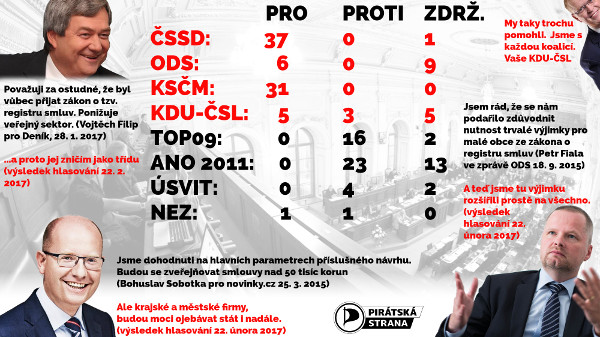 PRO PROTI ZDRŽ.
ČSSD: 37 0 1
ODS: 6 0 9
KSČM: 31 0 0
KDU-ČSL: 5 3 5
TOP09: 0 16 2
ANO 2011: 0 23 13
ÚSVIT: 0 4 2
NEZ: 1 1 0
My taky trochu
pomohli. Jsme s
každou koalicí.
Vaše KDU-ČSL
Považuji za ostudné, že byl
vůbec přijat zákon o tzv.
registru smluv. Ponižuje
veřejný sektor. (Vojtěch Filip
pro Deník, 28. 1. 2017)
...a proto jej zničím jako třídu
(výsledek hlasování 22. 2.
2017)
Jsem rád, že se nám
podařilo zdůvodnit
nutnost trvalé výjimky pro
malé obce ze zákona o
registru smluv (Petr Fiala
ve zprávě ODS 18. 9. 2015)
A teď jsme tu výjimku
rozšířili prostě na všechno.
(výsledek
hlasování 22,
února 2017)
Jsme dohodnuti na hlavních parametrech příslušného návrhu.
Budou se zveřejňovat smlouvy nad 50 tisíc korun
(Bohuslav Sobotka pro novinky.cz 25. 3. 2015)
Ale krajské a městské firmy,
budou moci ojebávat stát i nadále.
(výsledek hlasování 22. února 2017)
PIRÁTSKÁ
STRANA